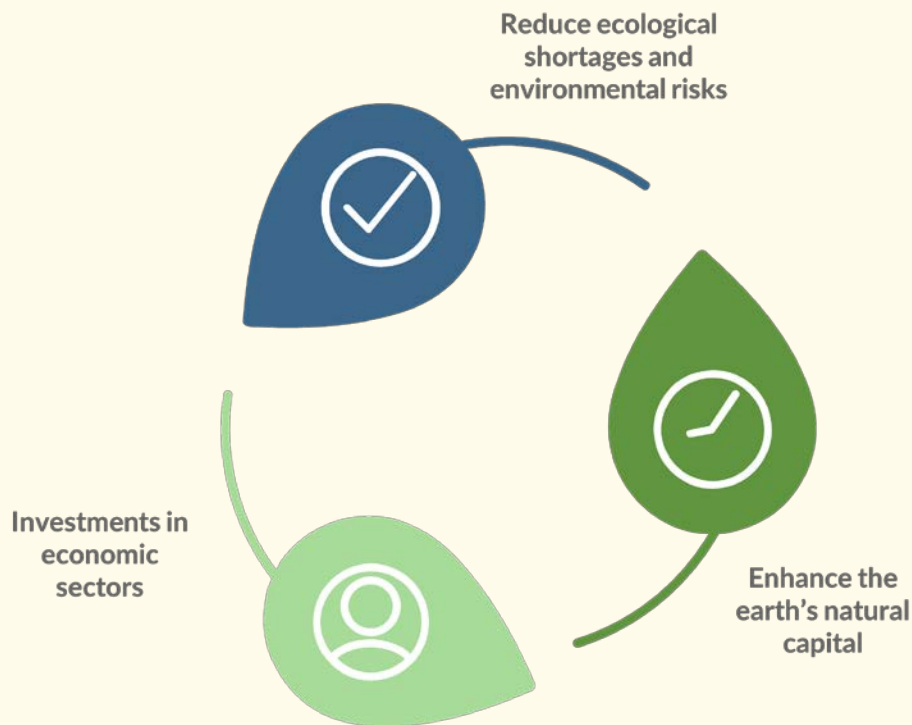 Reduce ecological
shortages and
environmental risks
Investments in
economic
sectors
Enhance the
earth’s natural
capital